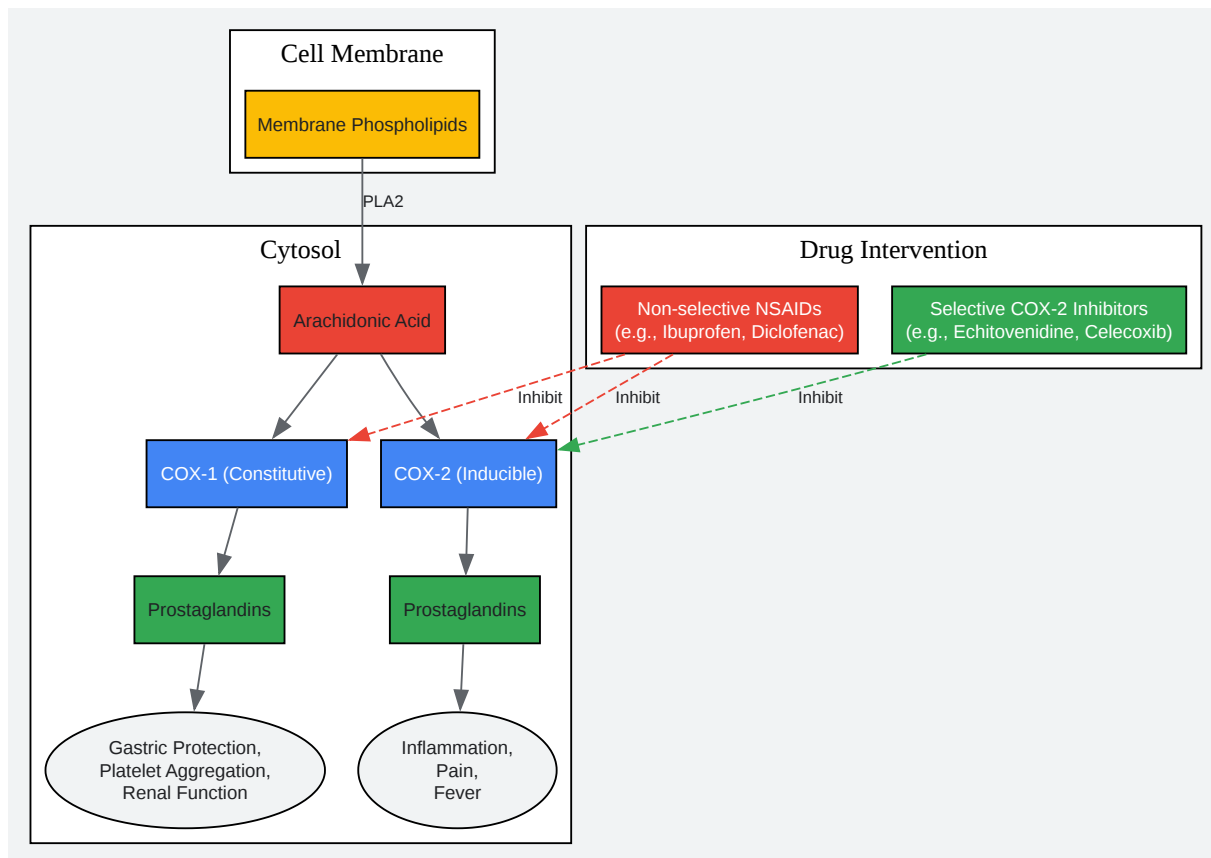 Cell Membrane
Membrane Phospholipids
PLA2
Cytosol
Arachidonic Acid
Drug Intervention
Non-selective NSAIDs
(e.g., Ibuprofen, Diclofenac)
Selective COX-2 Inhibitors
(e.g., Echitovenidine, Celecoxib)
Inhibit
Inhibit
Inhibit
COX-1 (Constitutive)
COX-2 (Inducible)
Prostaglandins
Prostaglandins
Gastric Protection,
Platelet Aggregation,
Renal Function
Inflammation,
Pain,
Fever